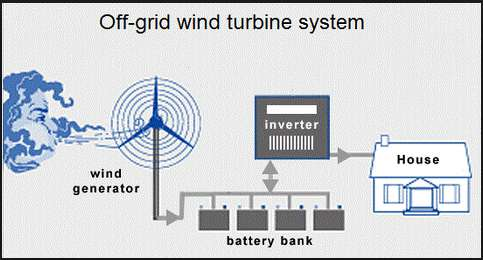 Off-grid wind turbine system
inverter
House
wind
generator
battery bank